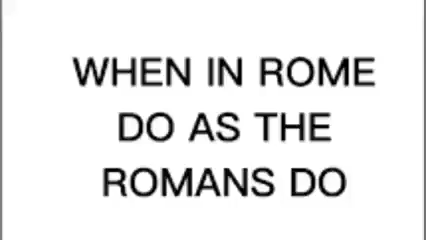 WHEN IN ROME
DO AS THE
ROMANS DO